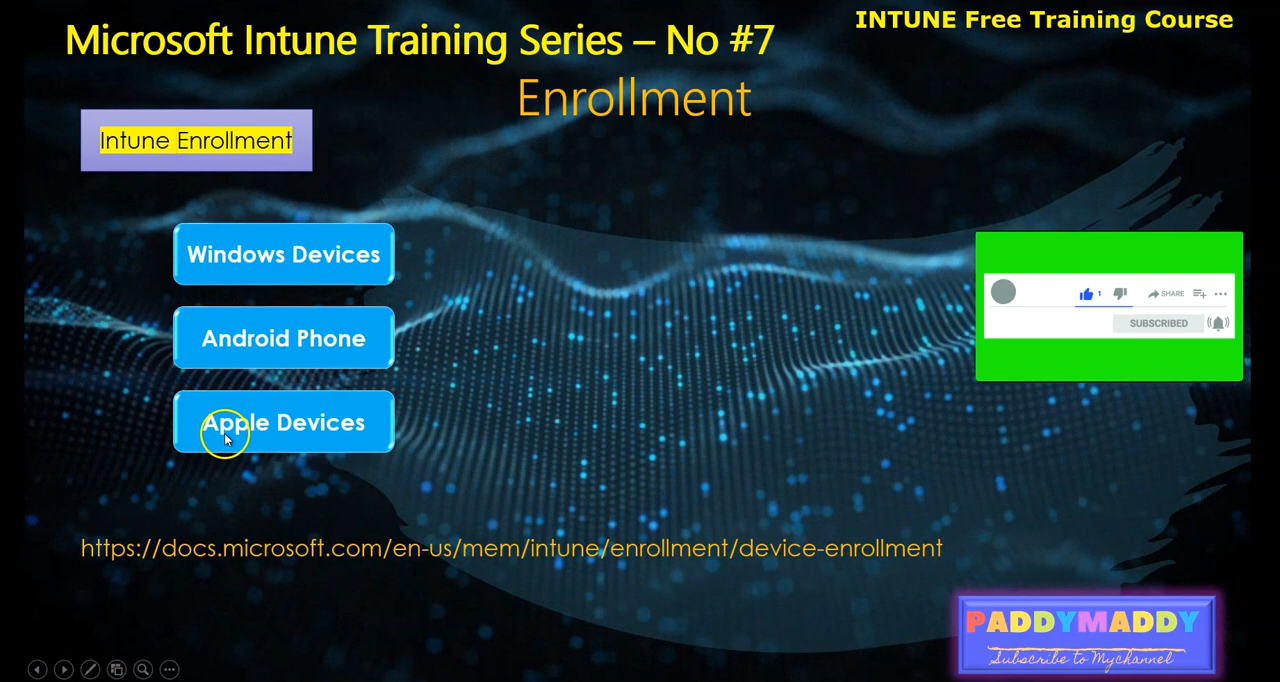 INTUNE Free Training Course
Microsoft Intune Training Series – No #7
Enrollment
Intune Enrollment
Windows Devices
Android Phone
Apple Devices
1
SHARE
SUBSCRIBED
https://docs.microsoft.com/en-us/mem/intune/enrollment/device-enrollment
PADDYMADDY
Subscribe to Mychannel